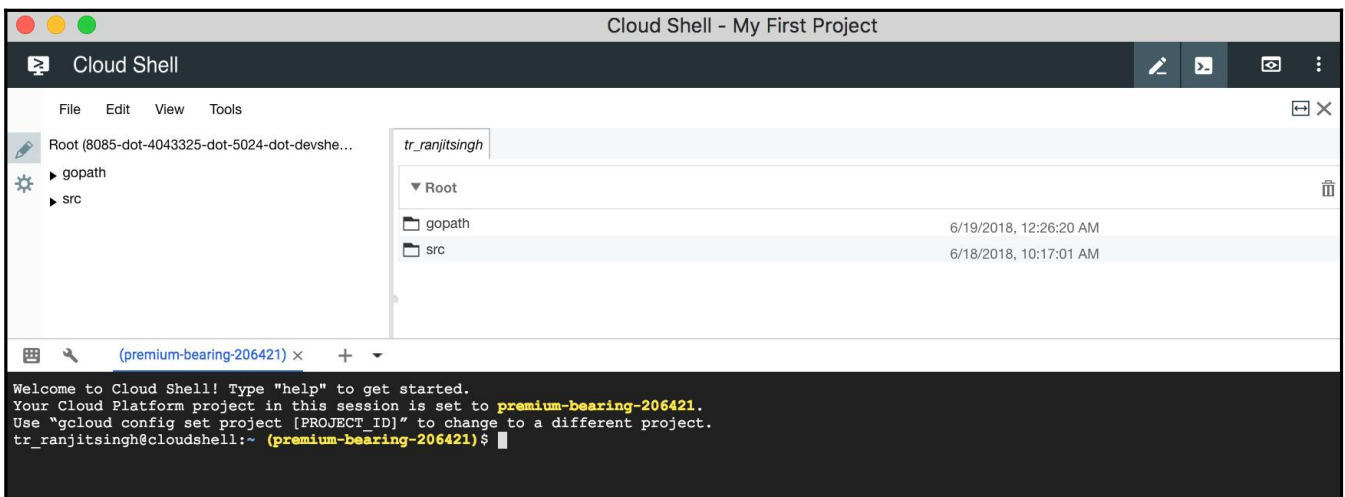 Cloud Shell - My First Project
Cloud Shell
File Edit View Tools
Root (8085-dot-4043325-dot-5024-dot-devshe...
gopath
src
tr_ranjitsingh
Root
gopath 6/19/2018, 12:26:20 AM
src 6/18/2018, 10:17:01 AM
(premium-bearing-206421) ×
Welcome to Cloud Shell! Type "help" to get started.
Your Cloud Platform project in this session is set to premium-bearing-206421.
Use “gcloud config set project [PROJECT_ID]” to change to a different project.
tr_ranjitsingh@cloudshell:~ (premium-bearing-206421)$